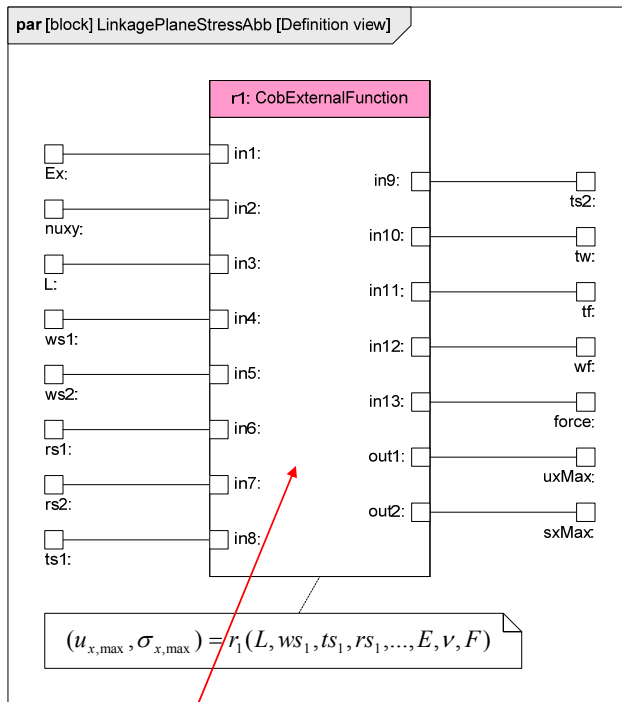 par [block] LinkagePlaneStressAbb [Definition view]
r1: CobExternalFunction
in1:
Ex:
in2:
nuxy:
in3:
L:
in4:
ws1:
in5:
ws2:
in6:
rs1:
in7:
rs2:
in8:
ts1:
in9:
ts2:
in10:
tw:
in11:
tf:
in12:
wf:
in13:
force:
out1:
uxMax:
out2:
sxMax:
(u_{x,max}, σ_{x,max}) = r_1(L, ws_1, ts_1, rs_1, ..., E, ν, F)